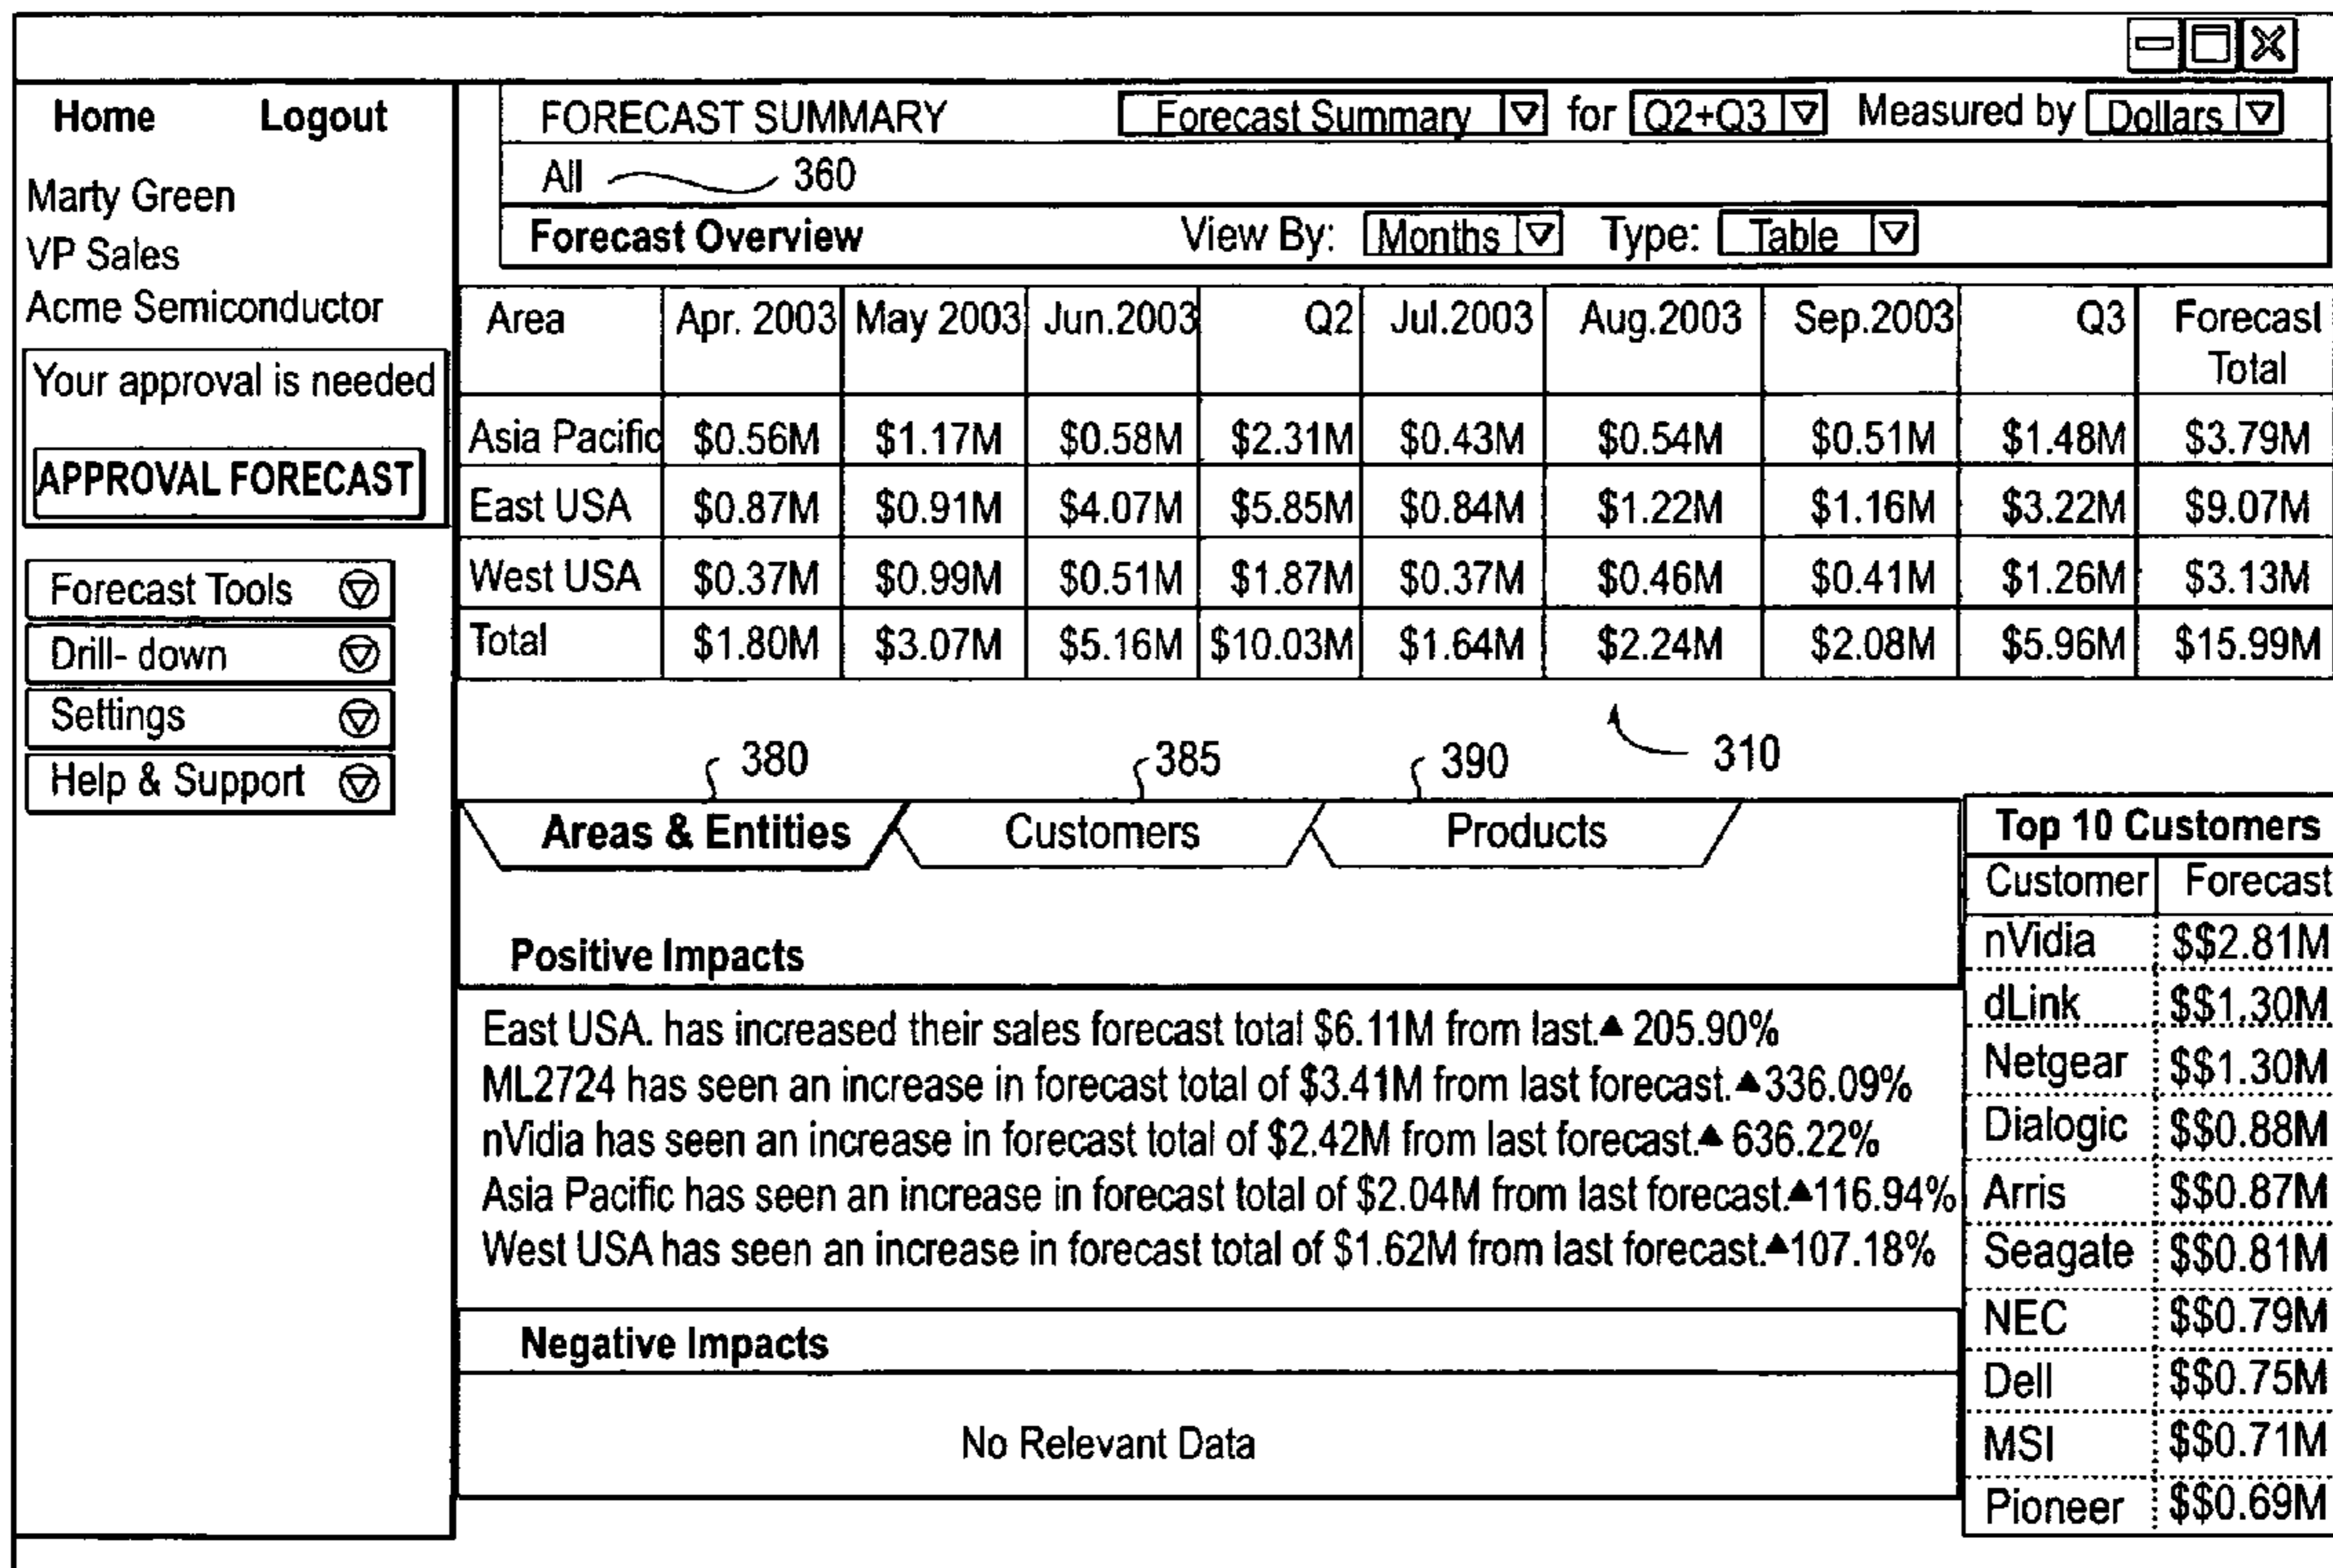 Home Logout
Marty Green
VP Sales
Acme Semiconductor
Your approval is needed
APPROVAL FORECAST
Forecast Tools
Drill- down
Settings
Help & Support
FORECAST SUMMARY Forecast Summary for Q2+Q3 Measured by Dollars
All 360
Forecast Overview View By: Months Type: Table
Area Apr. 2003 May 2003 Jun.2003 Q2 Jul.2003 Aug.2003 Sep.2003 Q3 Forecast
Total
Asia Pacific $0.56M $1.17M $0.58M $2.31M $0.43M $0.54M $0.51M $1.48M $3.79M
East USA $0.87M $0.91M $4.07M $5.85M $0.84M $1.22M $1.16M $3.22M $9.07M
West USA $0.37M $0.99M $0.51M $1.87M $0.37M $0.46M $0.41M $1.26M $3.13M
Total $1.80M $3.07M $5.16M $10.03M $1.64M $2.24M $2.08M $5.96M $15.99M
310
380 385 390
Areas & Entities Customers Products
Positive Impacts
East USA. has increased their sales forecast total $6.11M from last.▲ 205.90%
ML2724 has seen an increase in forecast total of $3.41M from last forecast.▲336.09%
nVidia has seen an increase in forecast total of $2.42M from last forecast.▲ 636.22%
Asia Pacific has seen an increase in forecast total of $2.04M from last forecast.▲116.94%
West USA has seen an increase in forecast total of $1.62M from last forecast.▲107.18%
Negative Impacts
No Relevant Data
Top 10 Customers
Customer Forecast
nVidia $$2.81M
dLink $$1.30M
Netgear $$1.30M
Dialogic $$0.88M
Arris $$0.87M
Seagate $$0.81M
NEC $$0.79M
Dell $$0.75M
MSI $$0.71M
Pioneer $$0.69M